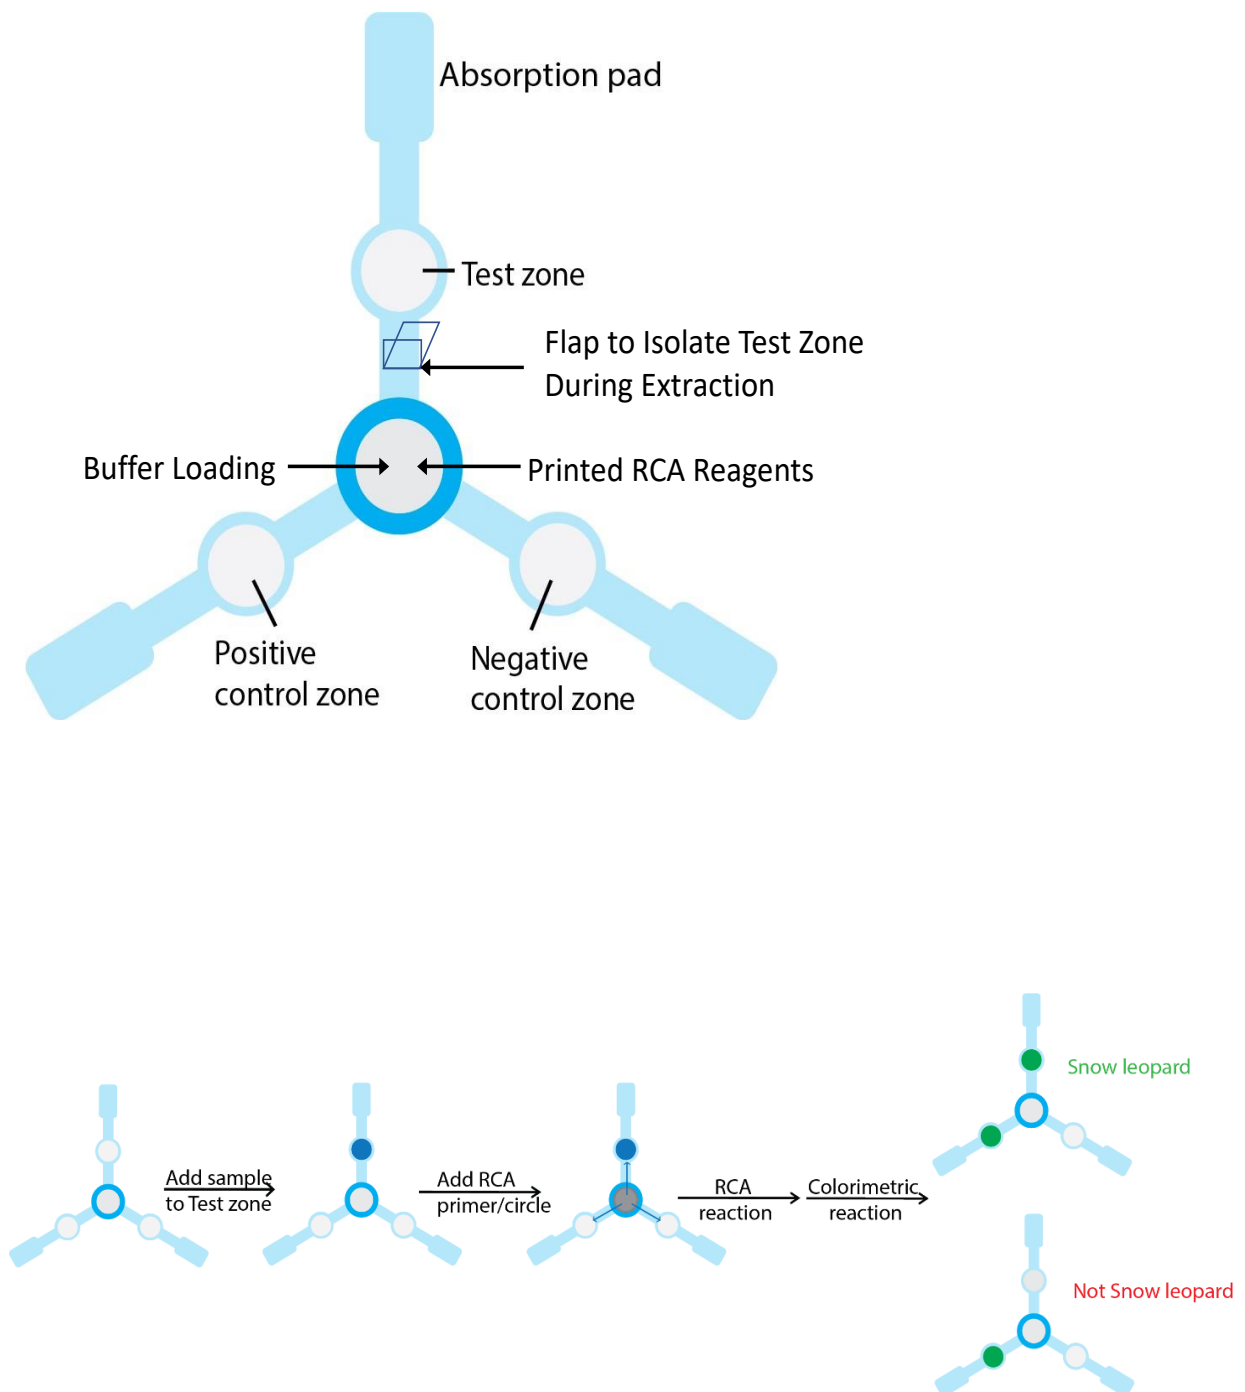 Absorption pad
Test zone
Flap to Isolate Test Zone
During Extraction
Buffer Loading
Printed RCA Reagents
Positive
control zone
Negative
control zone
Snow leopard
Add sample
to Test zone
Add RCA
primer/circle
RCA
reaction
Colorimetric
reaction
Not Snow leopard